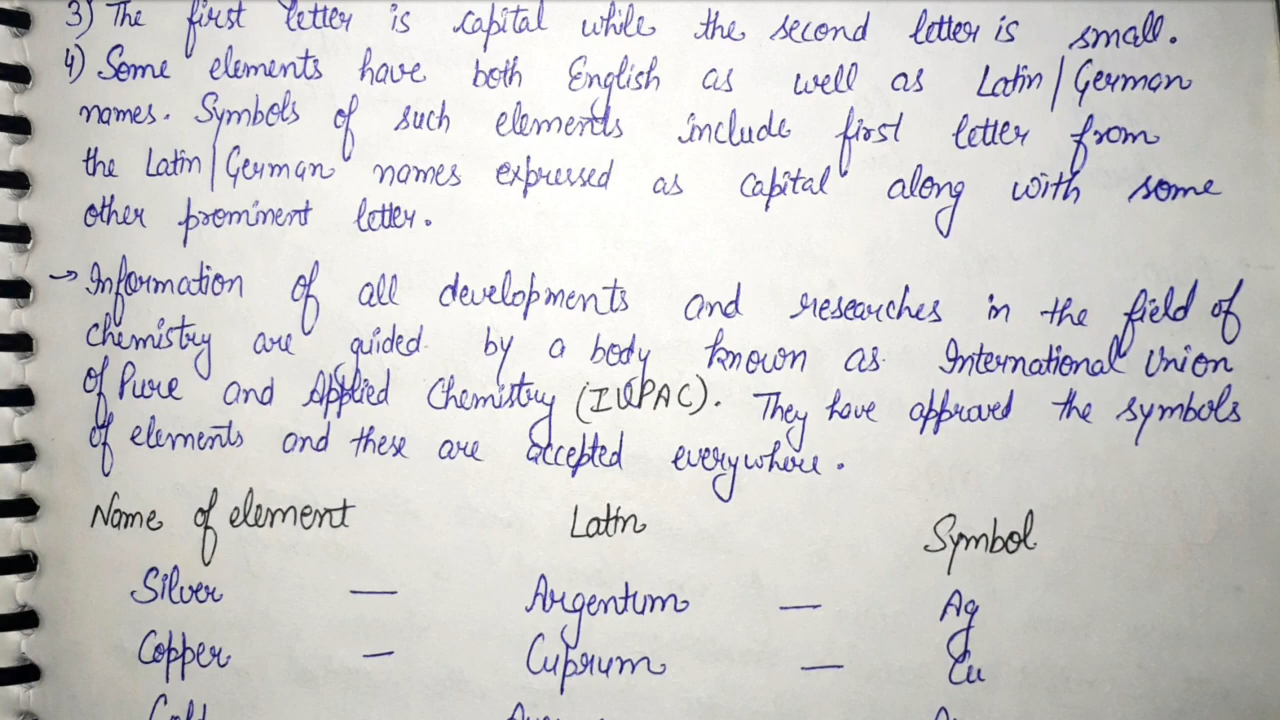 3) The first letter is capital while the second letter is small.
4) Some elements have both English as well as Latin/German
names. Symbols of such elements include first letter from
the Latin/German names expressed as capital along with some
other prominent letter.
→ Information of all developments and researches in the field of
chemistry are guided by a body known as International Union
of Pure and Applied Chemistry (IUPAC). They have approved the symbols
of elements and these are accepted everywhere.
Name of element Latin Symbol
Silver — Argentum — Ag
Copper — Cuprum — Cu